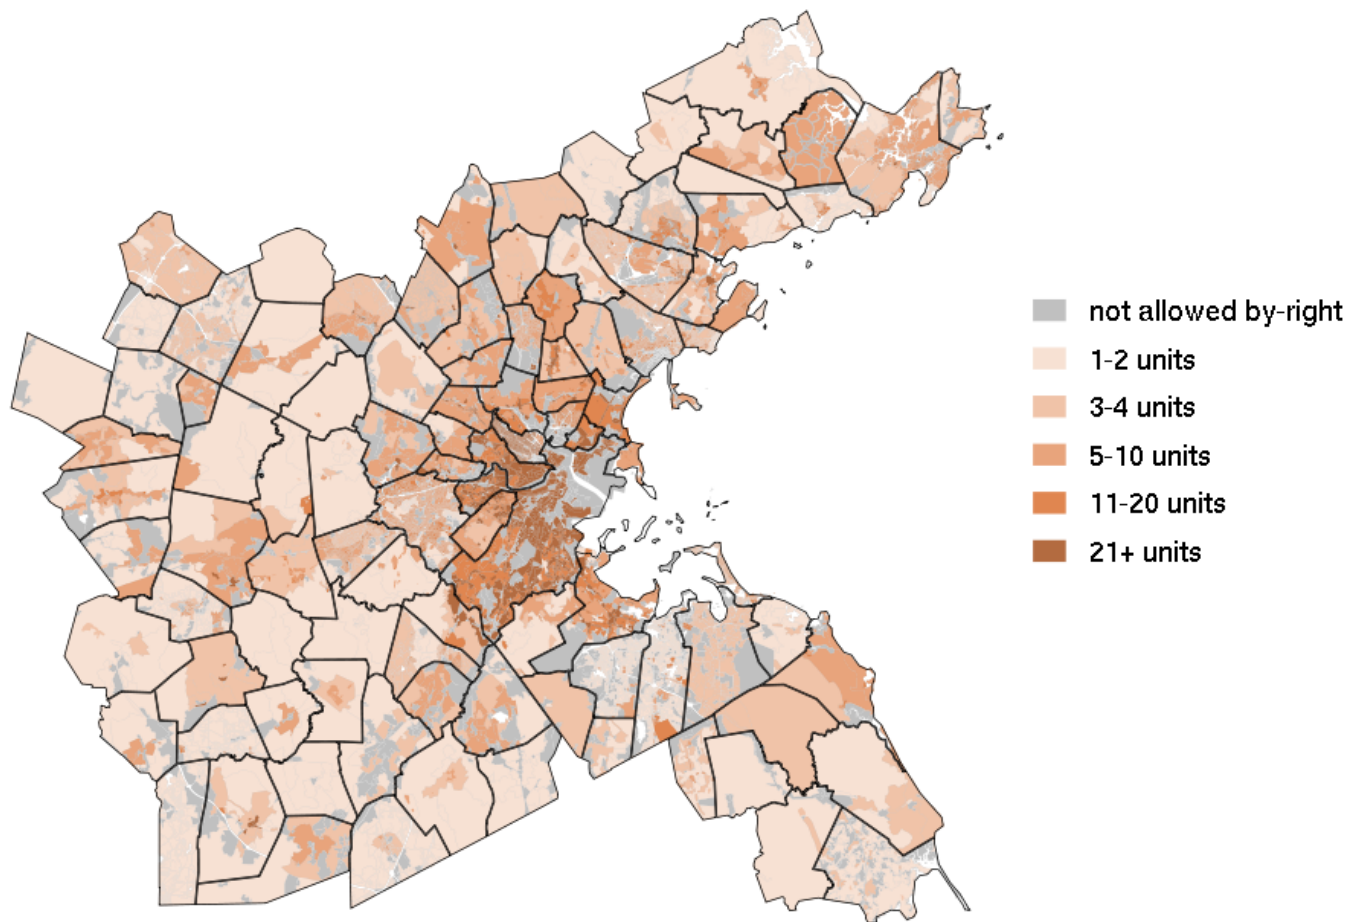 not allowed by-right
1-2 units
3-4 units
5-10 units
11-20 units
21+ units